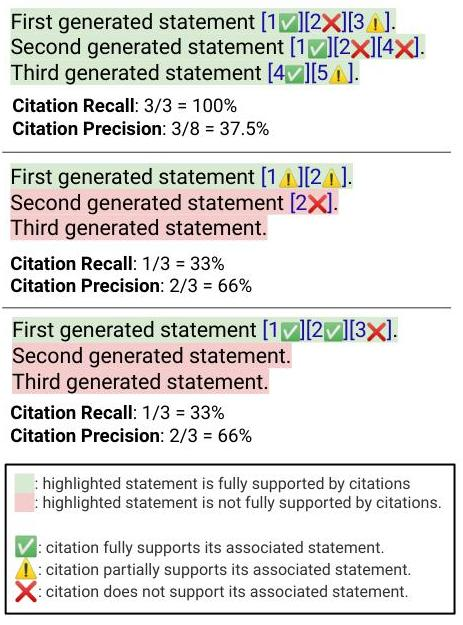 First generated statement [1✅][2❌][3⚠️].
Second generated statement [1✅][2❌][4❌].
Third generated statement [4✅][5⚠️].
Citation Recall: 3/3 = 100%
Citation Precision: 3/8 = 37.5%
First generated statement [1⚠️][2⚠️].
Second generated statement [2❌].
Third generated statement.
Citation Recall: 1/3 = 33%
Citation Precision: 2/3 = 66%
First generated statement [1✅][2✅][3❌].
Second generated statement.
Third generated statement.
Citation Recall: 1/3 = 33%
Citation Precision: 2/3 = 66%
: highlighted statement is fully supported by citations
: highlighted statement is not fully supported by citations.
✅: citation fully supports its associated statement.
⚠️: citation partially supports its associated statement.
❌: citation does not support its associated statement.